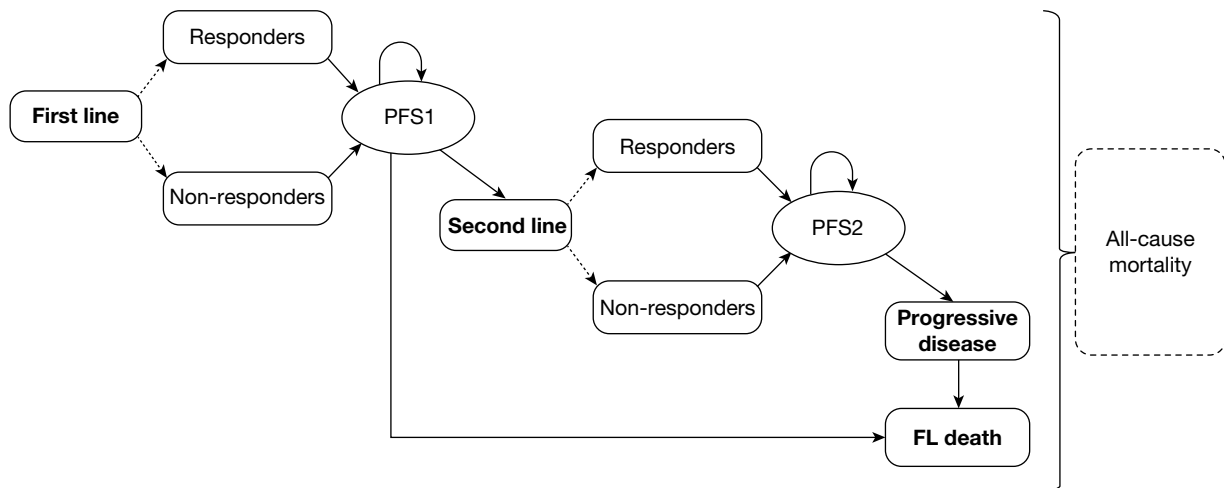 Responders
First line
PFS1
Non-responders
Responders
Second line
PFS2
Non-responders
Progressive
disease
FL death
All-cause
mortality